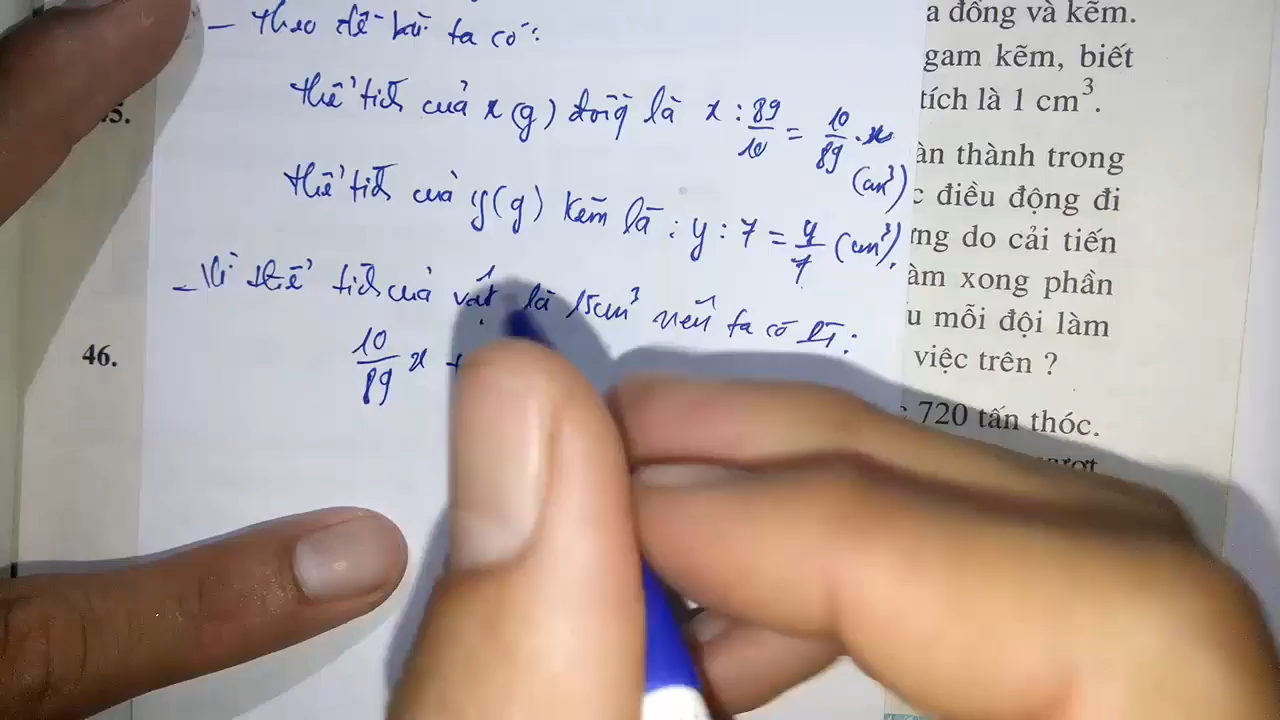 – Theo đề bài ta có:
thể tích của x(g) đồng là x : 89/10 = 10/89 . x (cm³)
thể tích của y(g) kẽm là : y : 7 = y/7 (cm³).
– Vì thể tích của vật là 15cm³ nên ta có PT:
10/89 x +
5.
46.
a đồng và kẽm.
gam kẽm, biết
tích là 1 cm³.
àn thành trong
c điều động đi
ng do cải tiến
àm xong phần
u mỗi đội làm
việc trên ?
720 tấn thóc.